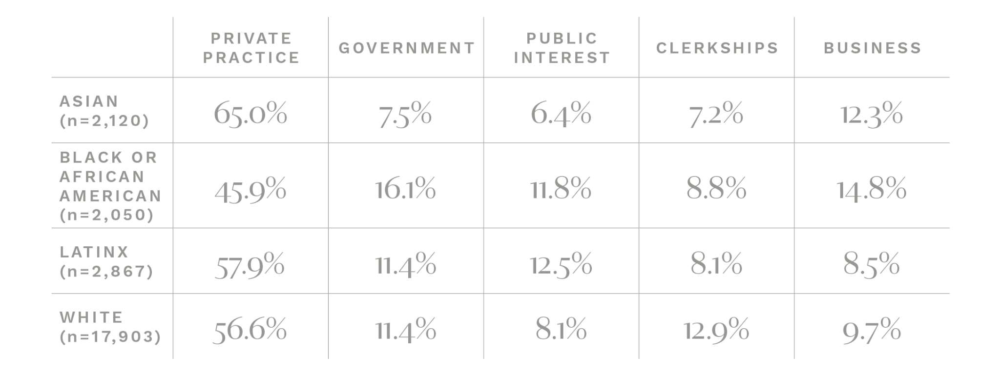 PRIVATE
PRACTICE
GOVERNMENT
PUBLIC
INTEREST
CLERKSHIPS
BUSINESS
ASIAN
(n=2,120)
65.0%
7.5%
6.4%
7.2%
12.3%
BLACK OR
AFRICAN
AMERICAN
(n=2,050)
45.9%
16.1%
11.8%
8.8%
14.8%
LATINX
(n=2,867)
57.9%
11.4%
12.5%
8.1%
8.5%
WHITE
(n=17,903)
56.6%
11.4%
8.1%
12.9%
9.7%